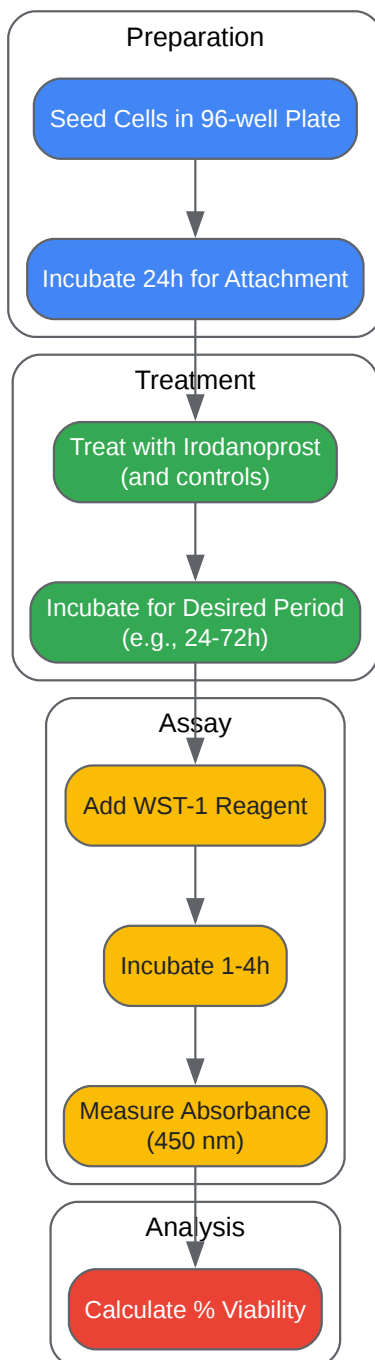 Preparation
Seed Cells in 96-well Plate
Incubate 24h for Attachment
Treatment
Treat with Irodanoprost
(and controls)
Incubate for Desired Period
(e.g., 24-72h)
Assay
Add WST-1 Reagent
Incubate 1-4h
Measure Absorbance
(450 nm)
Analysis
Calculate % Viability